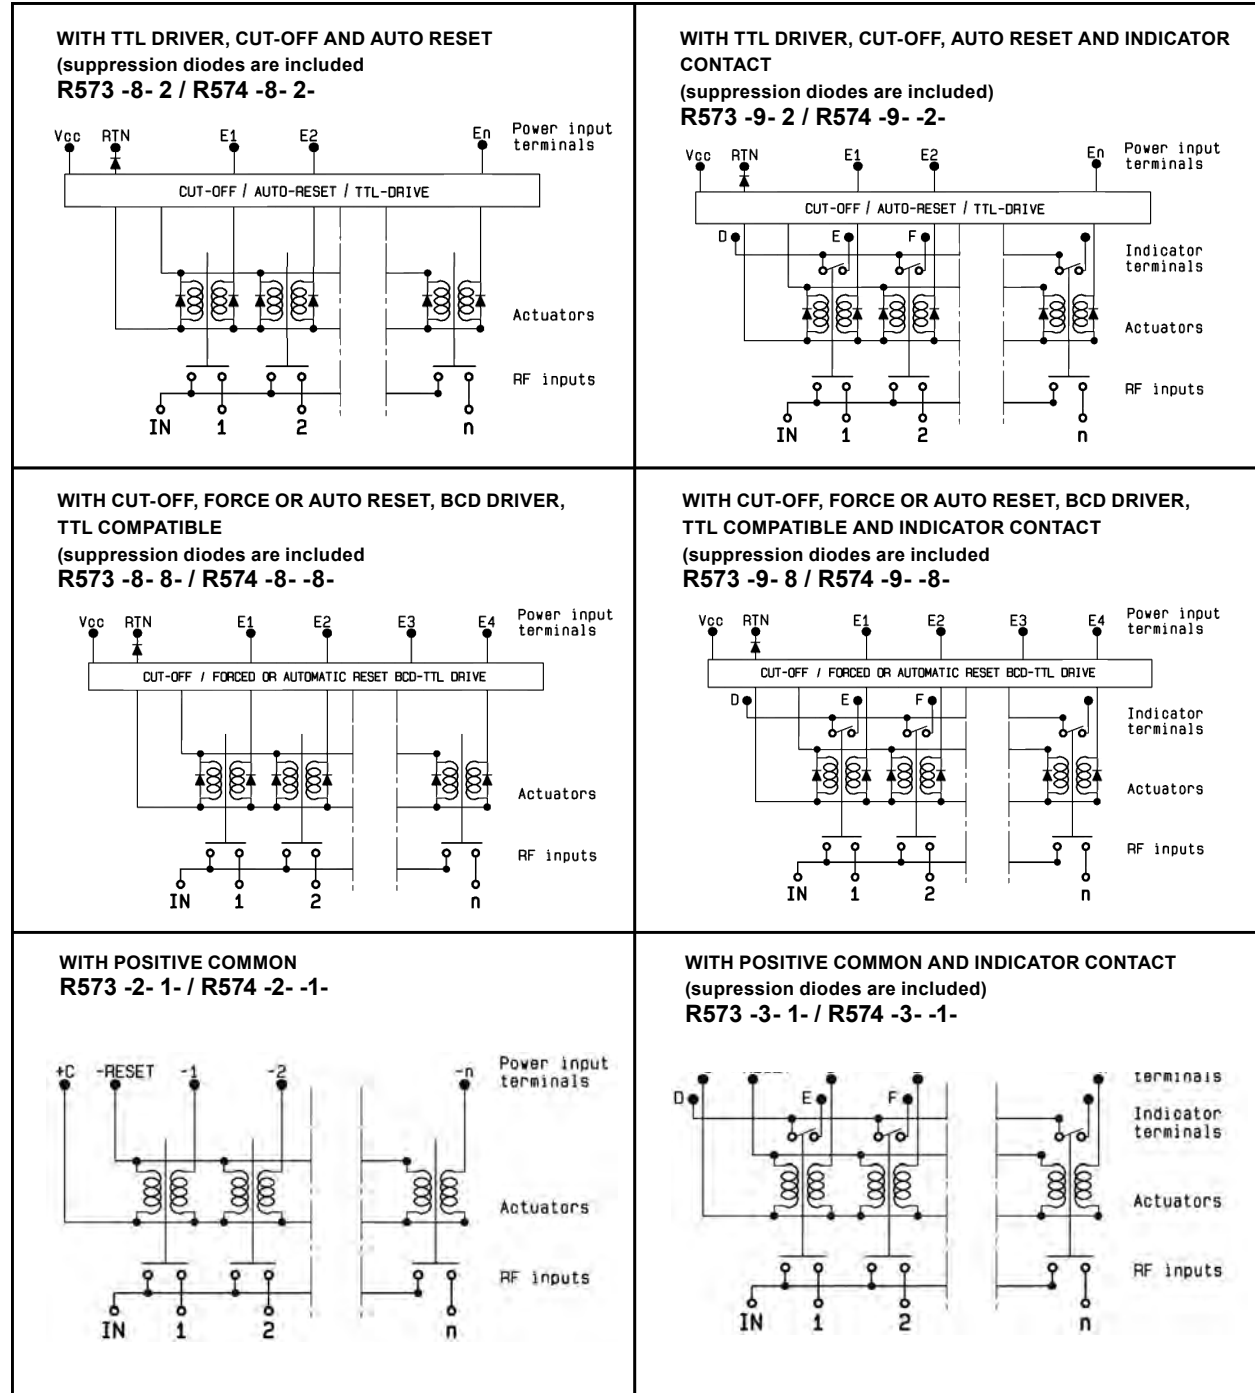 WITH TTL DRIVER, CUT-OFF AND AUTO RESET
(suppression diodes are included
R573 -8- 2 / R574 -8- 2-
Vcc RTN E1 E2 En Power input
terminals
CUT-OFF / AUTO-RESET / TTL-DRIVE
Actuators
RF inputs
IN 1 2 n
WITH TTL DRIVER, CUT-OFF, AUTO RESET AND INDICATOR
CONTACT
(suppression diodes are included)
R573 -9- 2 / R574 -9- -2-
Vcc RTN E1 E2 En Power input
terminals
CUT-OFF / AUTO-RESET / TTL-DRIVE
D E F
Indicator
terminals
Actuators
RF inputs
IN 1 2 n
WITH CUT-OFF, FORCE OR AUTO RESET, BCD DRIVER,
TTL COMPATIBLE
(suppression diodes are included
R573 -8- 8- / R574 -8- -8-
Vcc RTN E1 E2 E3 E4 Power input
terminals
CUT-OFF / FORCED OR AUTOMATIC RESET BCD-TTL DRIVE
Actuators
RF inputs
IN 1 2 n
WITH CUT-OFF, FORCE OR AUTO RESET, BCD DRIVER,
TTL COMPATIBLE AND INDICATOR CONTACT
(suppression diodes are included
R573 -9- 8 / R574 -9- -8-
Vcc RTN E1 E2 E3 E4 Power input
terminals
CUT-OFF / FORCED OR AUTOMATIC RESET BCD-TTL DRIVE
D E F
Indicator
terminals
Actuators
RF inputs
IN 1 2 n
WITH POSITIVE COMMON
R573 -2- 1- / R574 -2- -1-
+C -RESET -1 -2 -n Power input
terminals
Actuators
RF inputs
IN 1 2 n
WITH POSITIVE COMMON AND INDICATOR CONTACT
(supression diodes are included)
R573 -3- 1- / R574 -3- -1-
terminals
D E F
Indicator
terminals
Actuators
RF inputs
IN 1 2 n